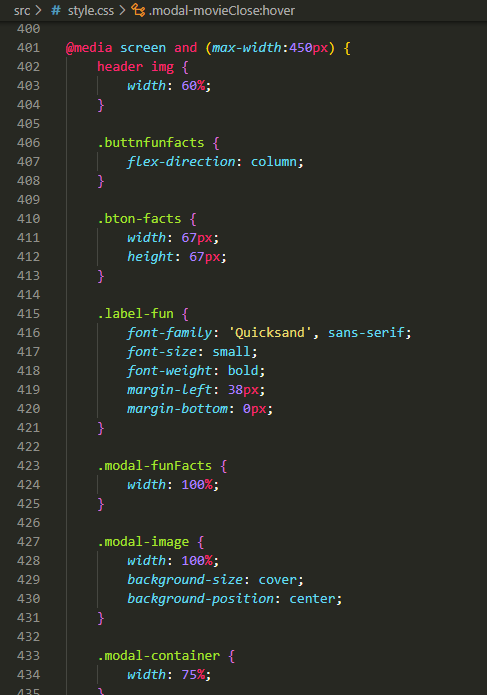 src > # style.css > .modal-movieClose:hover
400
401 @media screen and (max-width:450px) {
402 header img {
403 width: 60%;
404 }
405
406 .buttnfunfacts {
407 flex-direction: column;
408 }
409
410 .bton-facts {
411 width: 67px;
412 height: 67px;
413 }
414
415 .label-fun {
416 font-family: 'Quicksand', sans-serif;
417 font-size: small;
418 font-weight: bold;
419 margin-left: 38px;
420 margin-bottom: 0px;
421 }
422
423 .modal-funFacts {
424 width: 100%;
425 }
426
427 .modal-image {
428 width: 100%;
429 background-size: cover;
430 background-position: center;
431 }
432
433 .modal-container {
434 width: 75%;
435 }